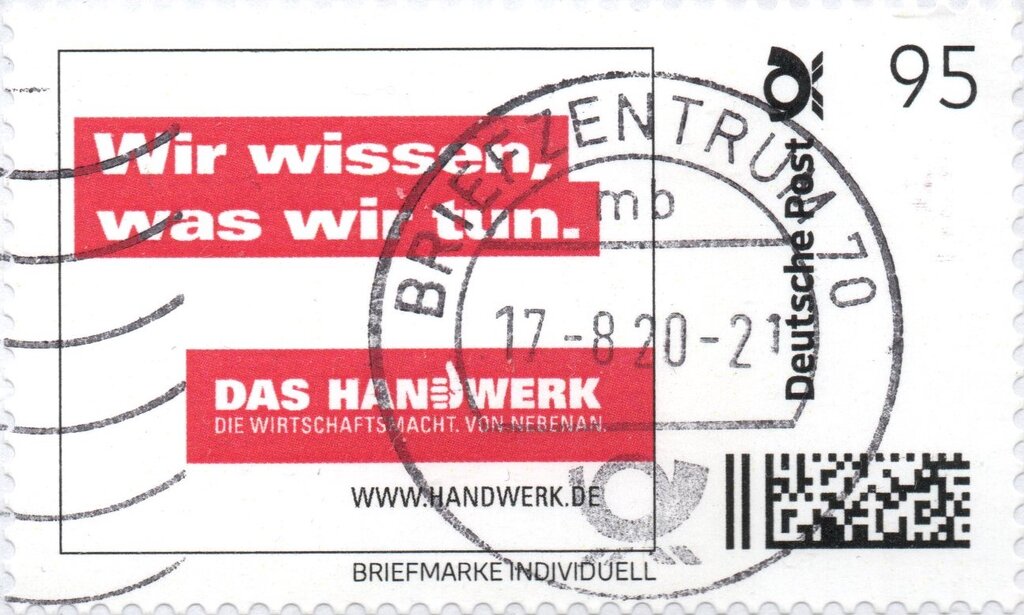 Wir wissen,
was wir tun.
DAS HANDWERK
DIE WIRTSCHAFTSMACHT. VON NEBENAN.
WWW.HANDWERK.DE
BRIEFMARKE INDIVIDUELL
95
Deutsche Post
BRIEFZENTRUM 70
mb
17-8 20-21